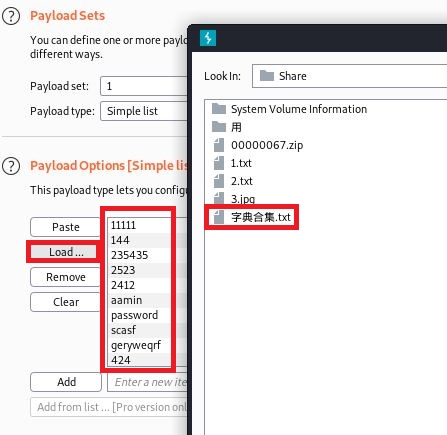 Payload Sets
You can define one or more paylo
different ways.
Payload set: 1
Payload type: Simple list
Payload Options [Simple lis
This payload type lets you configu
Paste
Load ...
Remove
Clear
11111
144
235435
2523
2412
aamin
password
scasf
geryweqrf
424
Add
Enter a new ite
Add from list ... [Pro version onl
Look In: Share
System Volume Information
用
00000067.zip
1.txt
2.txt
3.jpg
字典合集.txt